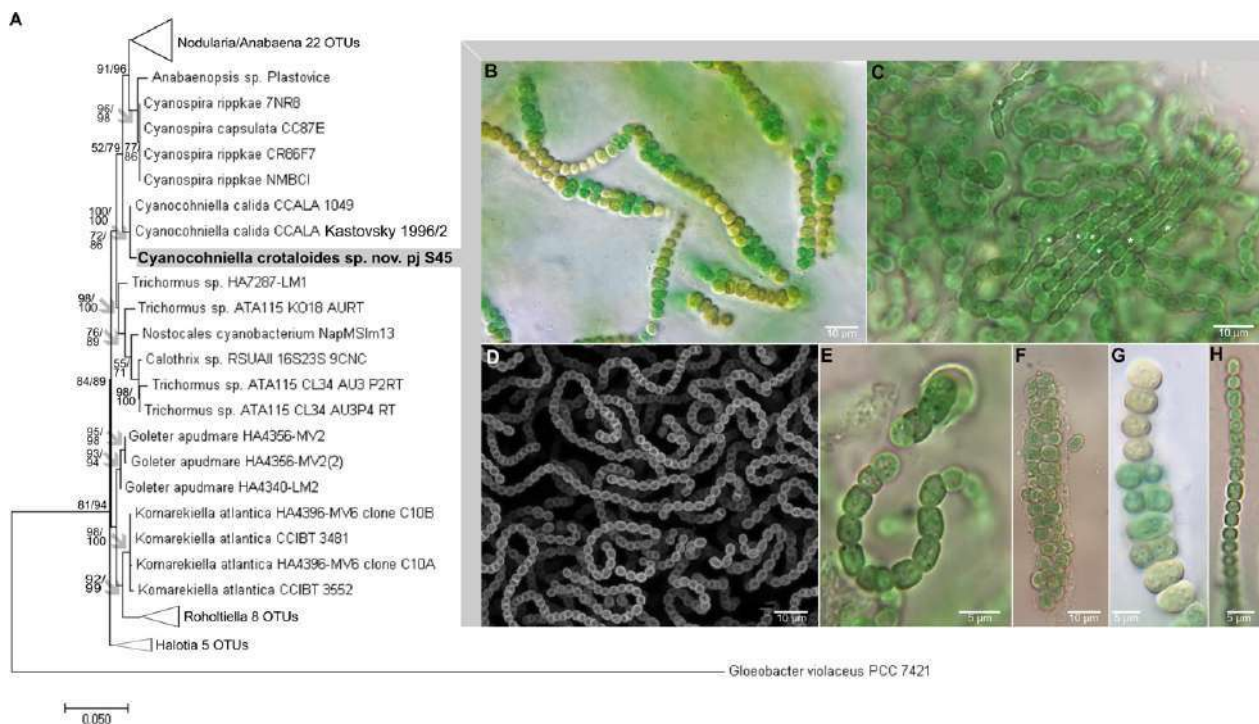 A
Nodularia/Anabaena 22 OTUs
91/96
Anabaenopsis sp. Plastovice
96/
98
Cyanospira rippkae 7NR8
Cyanospira capsulata CC87E
52/79
77/
86
Cyanospira rippkae CR86F7
Cyanospira rippkae NMBCI
100/
100
Cyanocohniella calida CCALA 1049
72/
86
Cyanocohniella calida CCALA Kastovsky 1996/2
Cyanocohniella crotaloides sp. nov. pj S45
Trichormus sp. HA7287-LM1
98/
100
Trichormus sp. ATA115 KO18 AURT
76/
89
Nostocales cyanobacterium NapMSlm13
55/
71
Calothrix sp. RSUAII 16S23S 9CNC
84/89
98/
100
Trichormus sp. ATA115 CL34 AU3 P2RT
Trichormus sp. ATA115 CL34 AU3P4 RT
95/
98
Goleter apudmare HA4356-MV2
93/
94
Goleter apudmare HA4356-MV2(2)
Goleter apudmare HA4340-LM2
81/94
Komarekiella atlantica HA4396-MV6 clone C10B
98/
100
Komarekiella atlantica CCIBT 3481
Komarekiella atlantica HA4396-MV6 clone C10A
92/
99
Komarekiella atlantica CCIBT 3552
Roholtiella 8 OTUs
Halotia 5 OTUs
Gloeobacter violaceus PCC 7421
0.050
B
10 µm
C
* * * * * *
10 µm
D
10 µm
E
5 µm
F
10 µm
G
5 µm
H
5 µm